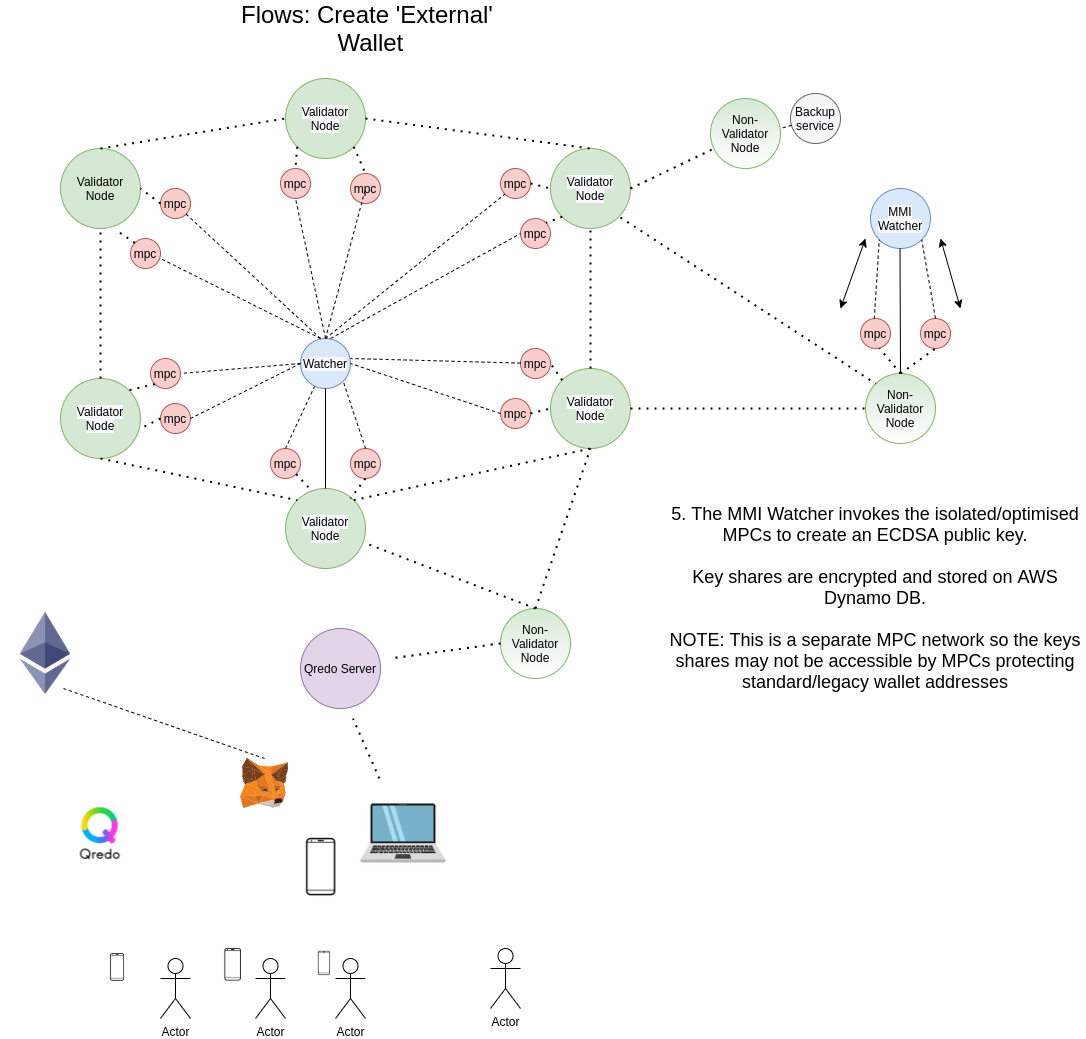 Flows: Create 'External'
Wallet
Validator
Node
Non-
Validator
Node
Backup
service
Validator
Node
Validator
Node
mpc
mpc
mpc
mpc
mpc
mpc
MMI
Watcher
mpc
mpc
mpc
Watcher
mpc
mpc
mpc
mpc
Validator
Node
Validator
Node
Non-
Validator
Node
mpc
mpc
Validator
Node
5. The MMI Watcher invokes the isolated/optimised
MPCs to create an ECDSA public key.
Key shares are encrypted and stored on AWS
Dynamo DB.
NOTE: This is a separate MPC network so the keys
shares may not be accessible by MPCs protecting
standard/legacy wallet addresses
Non-
Validator
Node
Qredo Server
Qredo
Actor
Actor
Actor
Actor